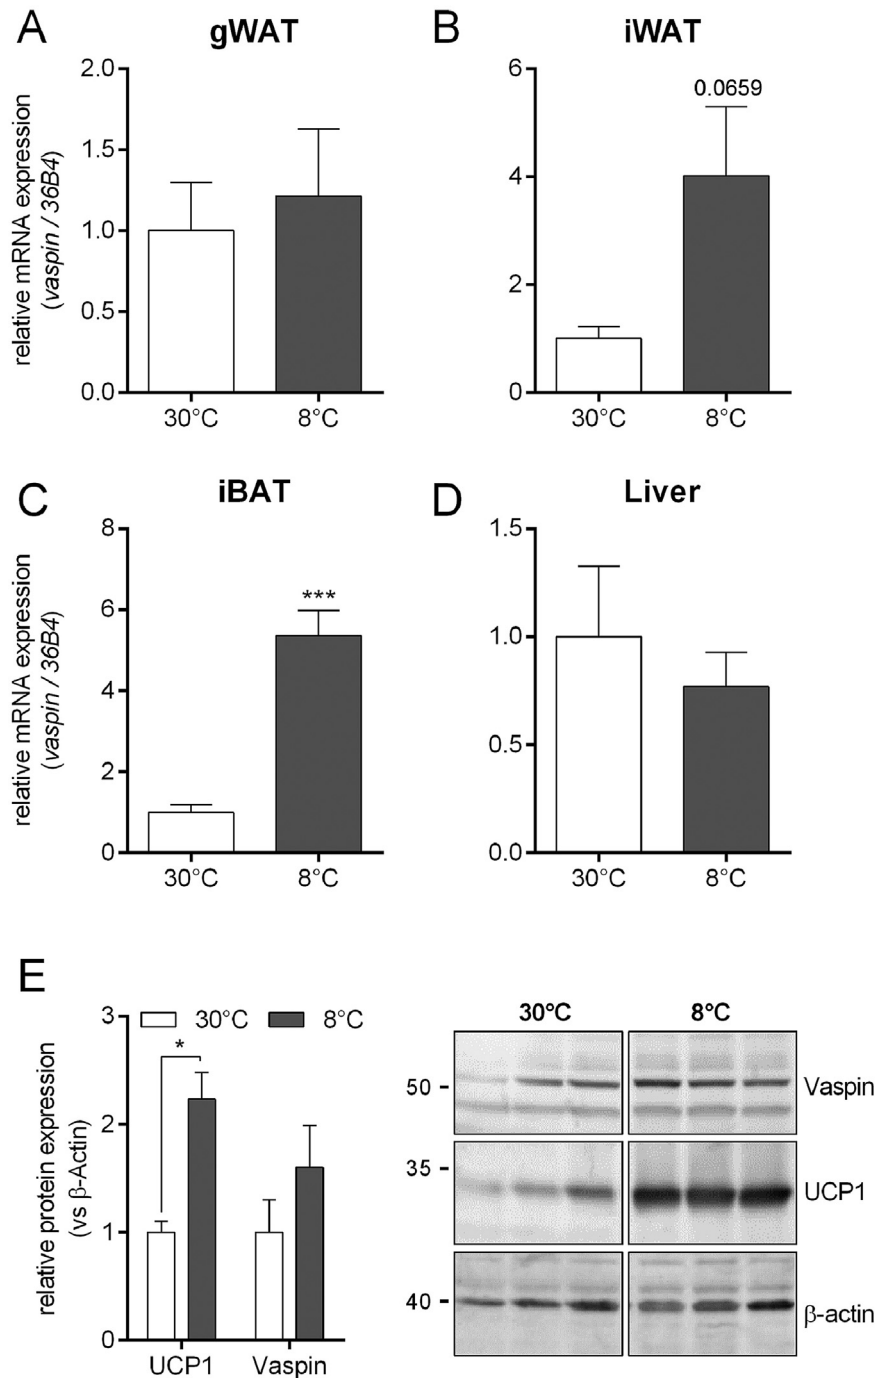 A
gWAT
relative mRNA expression
(vaspin / 36B4)
2.0
1.5
1.0
0.5
0.0
30°C
8°C
B
iWAT
0.0659
6
4
2
0
30°C
8°C
C
iBAT
relative mRNA expression
(vaspin / 36B4)
8
6
4
2
0
***
30°C
8°C
D
Liver
1.5
1.0
0.5
0.0
30°C
8°C
E
relative protein expression
(vs β-Actin)
3
2
1
0
30°C
8°C
*
UCP1
Vaspin
30°C
8°C
50
Vaspin
35
UCP1
40
β-actin